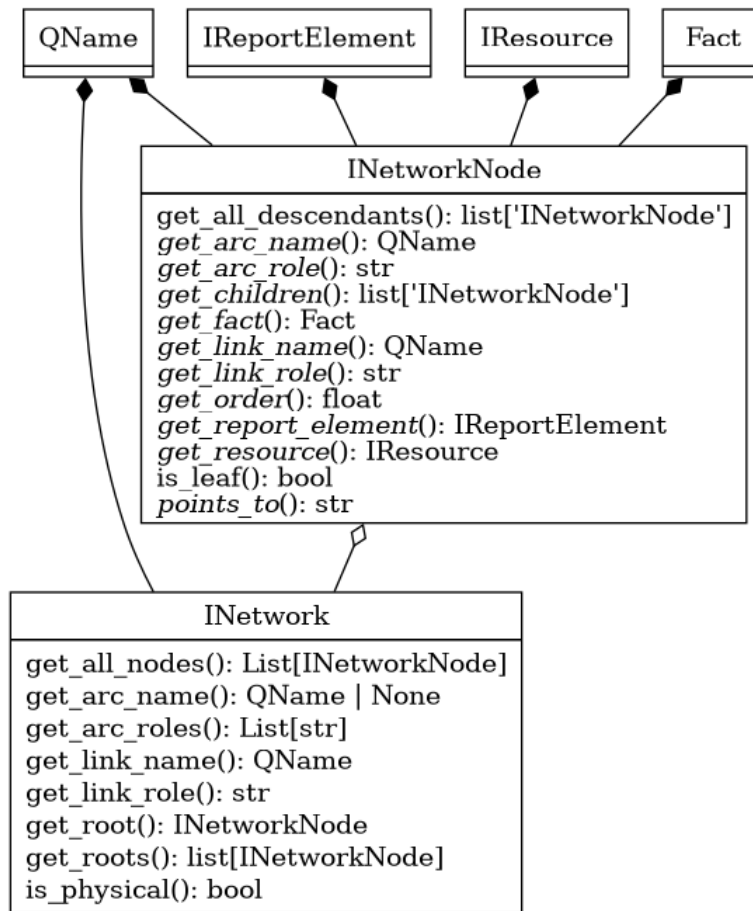 QName
IReportElement
IResource
Fact
INetworkNode
get_all_descendants(): list['INetworkNode']
get_arc_name(): QName
get_arc_role(): str
get_children(): list['INetworkNode']
get_fact(): Fact
get_link_name(): QName
get_link_role(): str
get_order(): float
get_report_element(): IReportElement
get_resource(): IResource
is_leaf(): bool
points_to(): str
INetwork
get_all_nodes(): List[INetworkNode]
get_arc_name(): QName | None
get_arc_roles(): List[str]
get_link_name(): QName
get_link_role(): str
get_root(): INetworkNode
get_roots(): list[INetworkNode]
is_physical(): bool